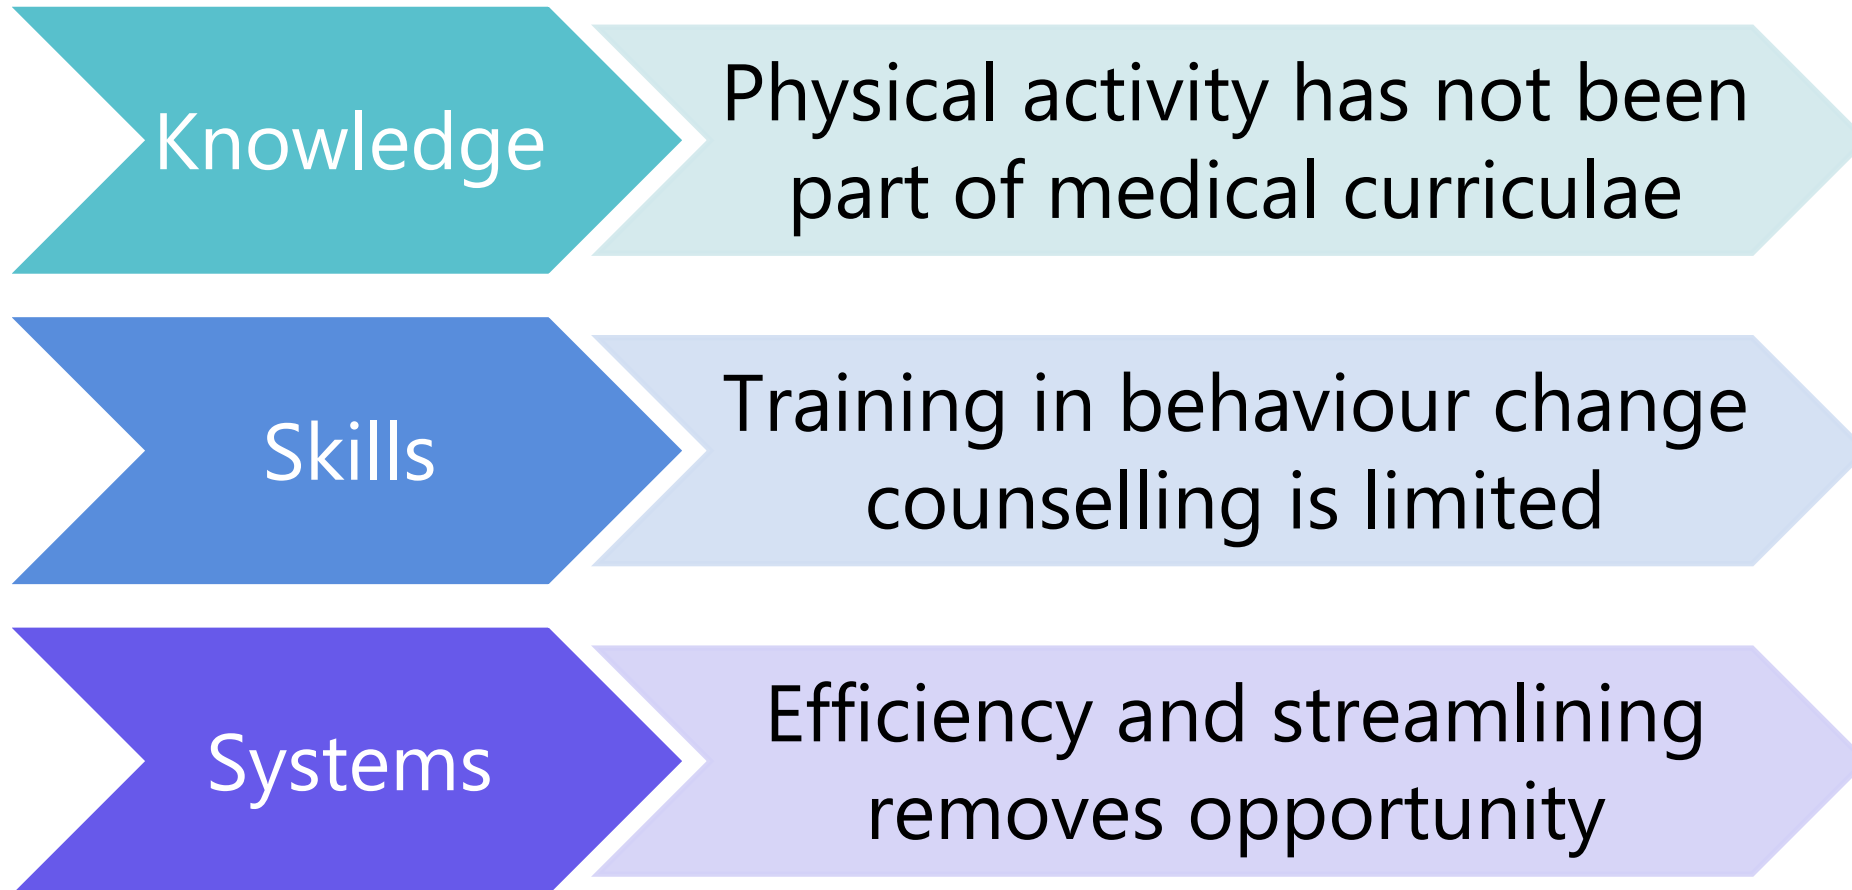 Knowledge
Physical activity has not been
part of medical curriculae
Skills
Training in behaviour change
counselling is limited
Systems
Efficiency and streamlining
removes opportunity